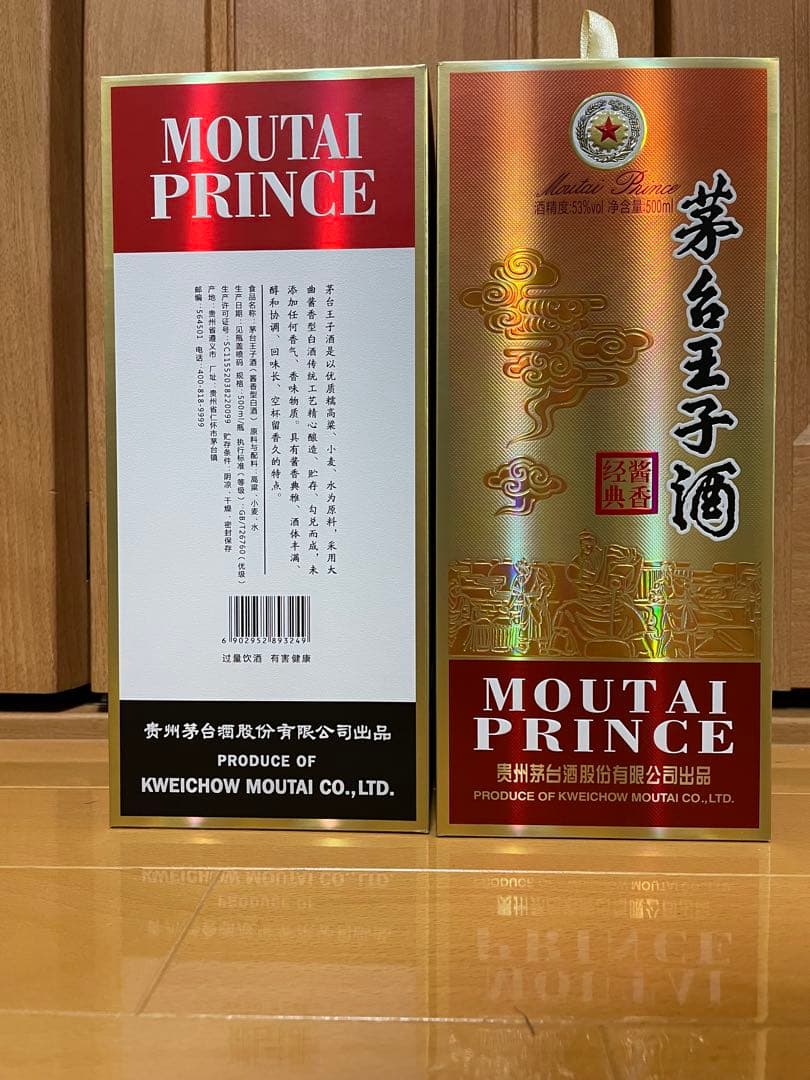 MOUTAI
PRINCE
茅台王子酒是以优质糯高粱、小麦、水为原料，采用大
曲酱香型白酒传统工艺精心酿造、贮存、勾兑而成，未
添加任何香气、香味物质。具有酱香典雅、酒体丰满、
醇和协调、回味长、空杯留香久的特点。
食品名称：茅台王子酒（酱香型白酒） 原料与配料：高粱、小麦、水
生产日期：见瓶盖喷码 规格：500ml/瓶 执行标准（等级）：GB/T26760（优级）
生产许可证号：SC11552038220099 贮存条件：阴凉、干燥、密封保存
产地：贵州省遵义市 厂址：贵州省仁怀市茅台镇
邮编：564501 电话：400-818-9999
6 902952 893249
过量饮酒 有害健康
贵州茅台酒股份有限公司出品
PRODUCE OF
KWEICHOW MOUTAI CO.,LTD.
Moutai Prince
酒精度:53%vol 净含量:500ml
茅台王子酒
酱香
经典
MOUTAI
PRINCE
贵州茅台酒股份有限公司出品
PRODUCE OF KWEICHOW MOUTAI CO.,LTD.